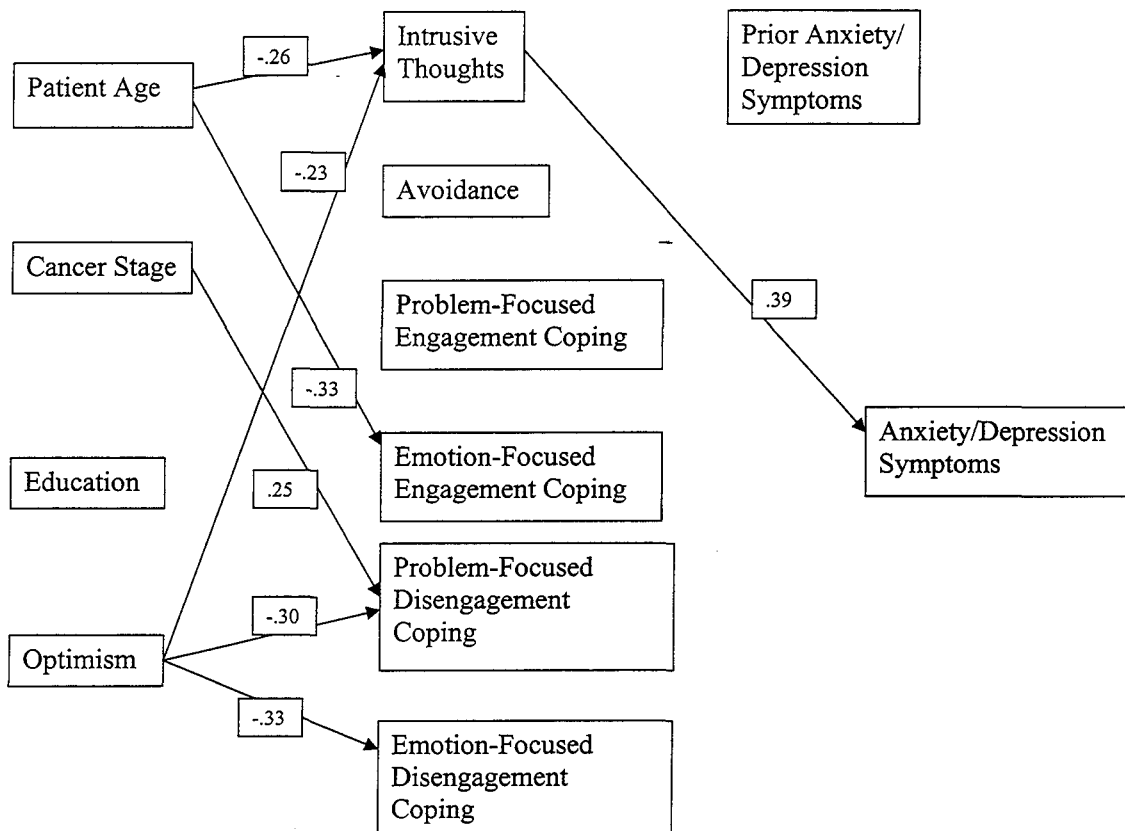 Patient Age
Cancer Stage
Education
Optimism
-.26
-.23
-.33
.25
-.30
-.33
Intrusive
Thoughts
Avoidance
Problem-Focused
Engagement Coping
Emotion-Focused
Engagement Coping
Problem-Focused
Disengagement
Coping
Emotion-Focused
Disengagement
Coping
Prior Anxiety/
Depression
Symptoms
.39
Anxiety/Depression
Symptoms